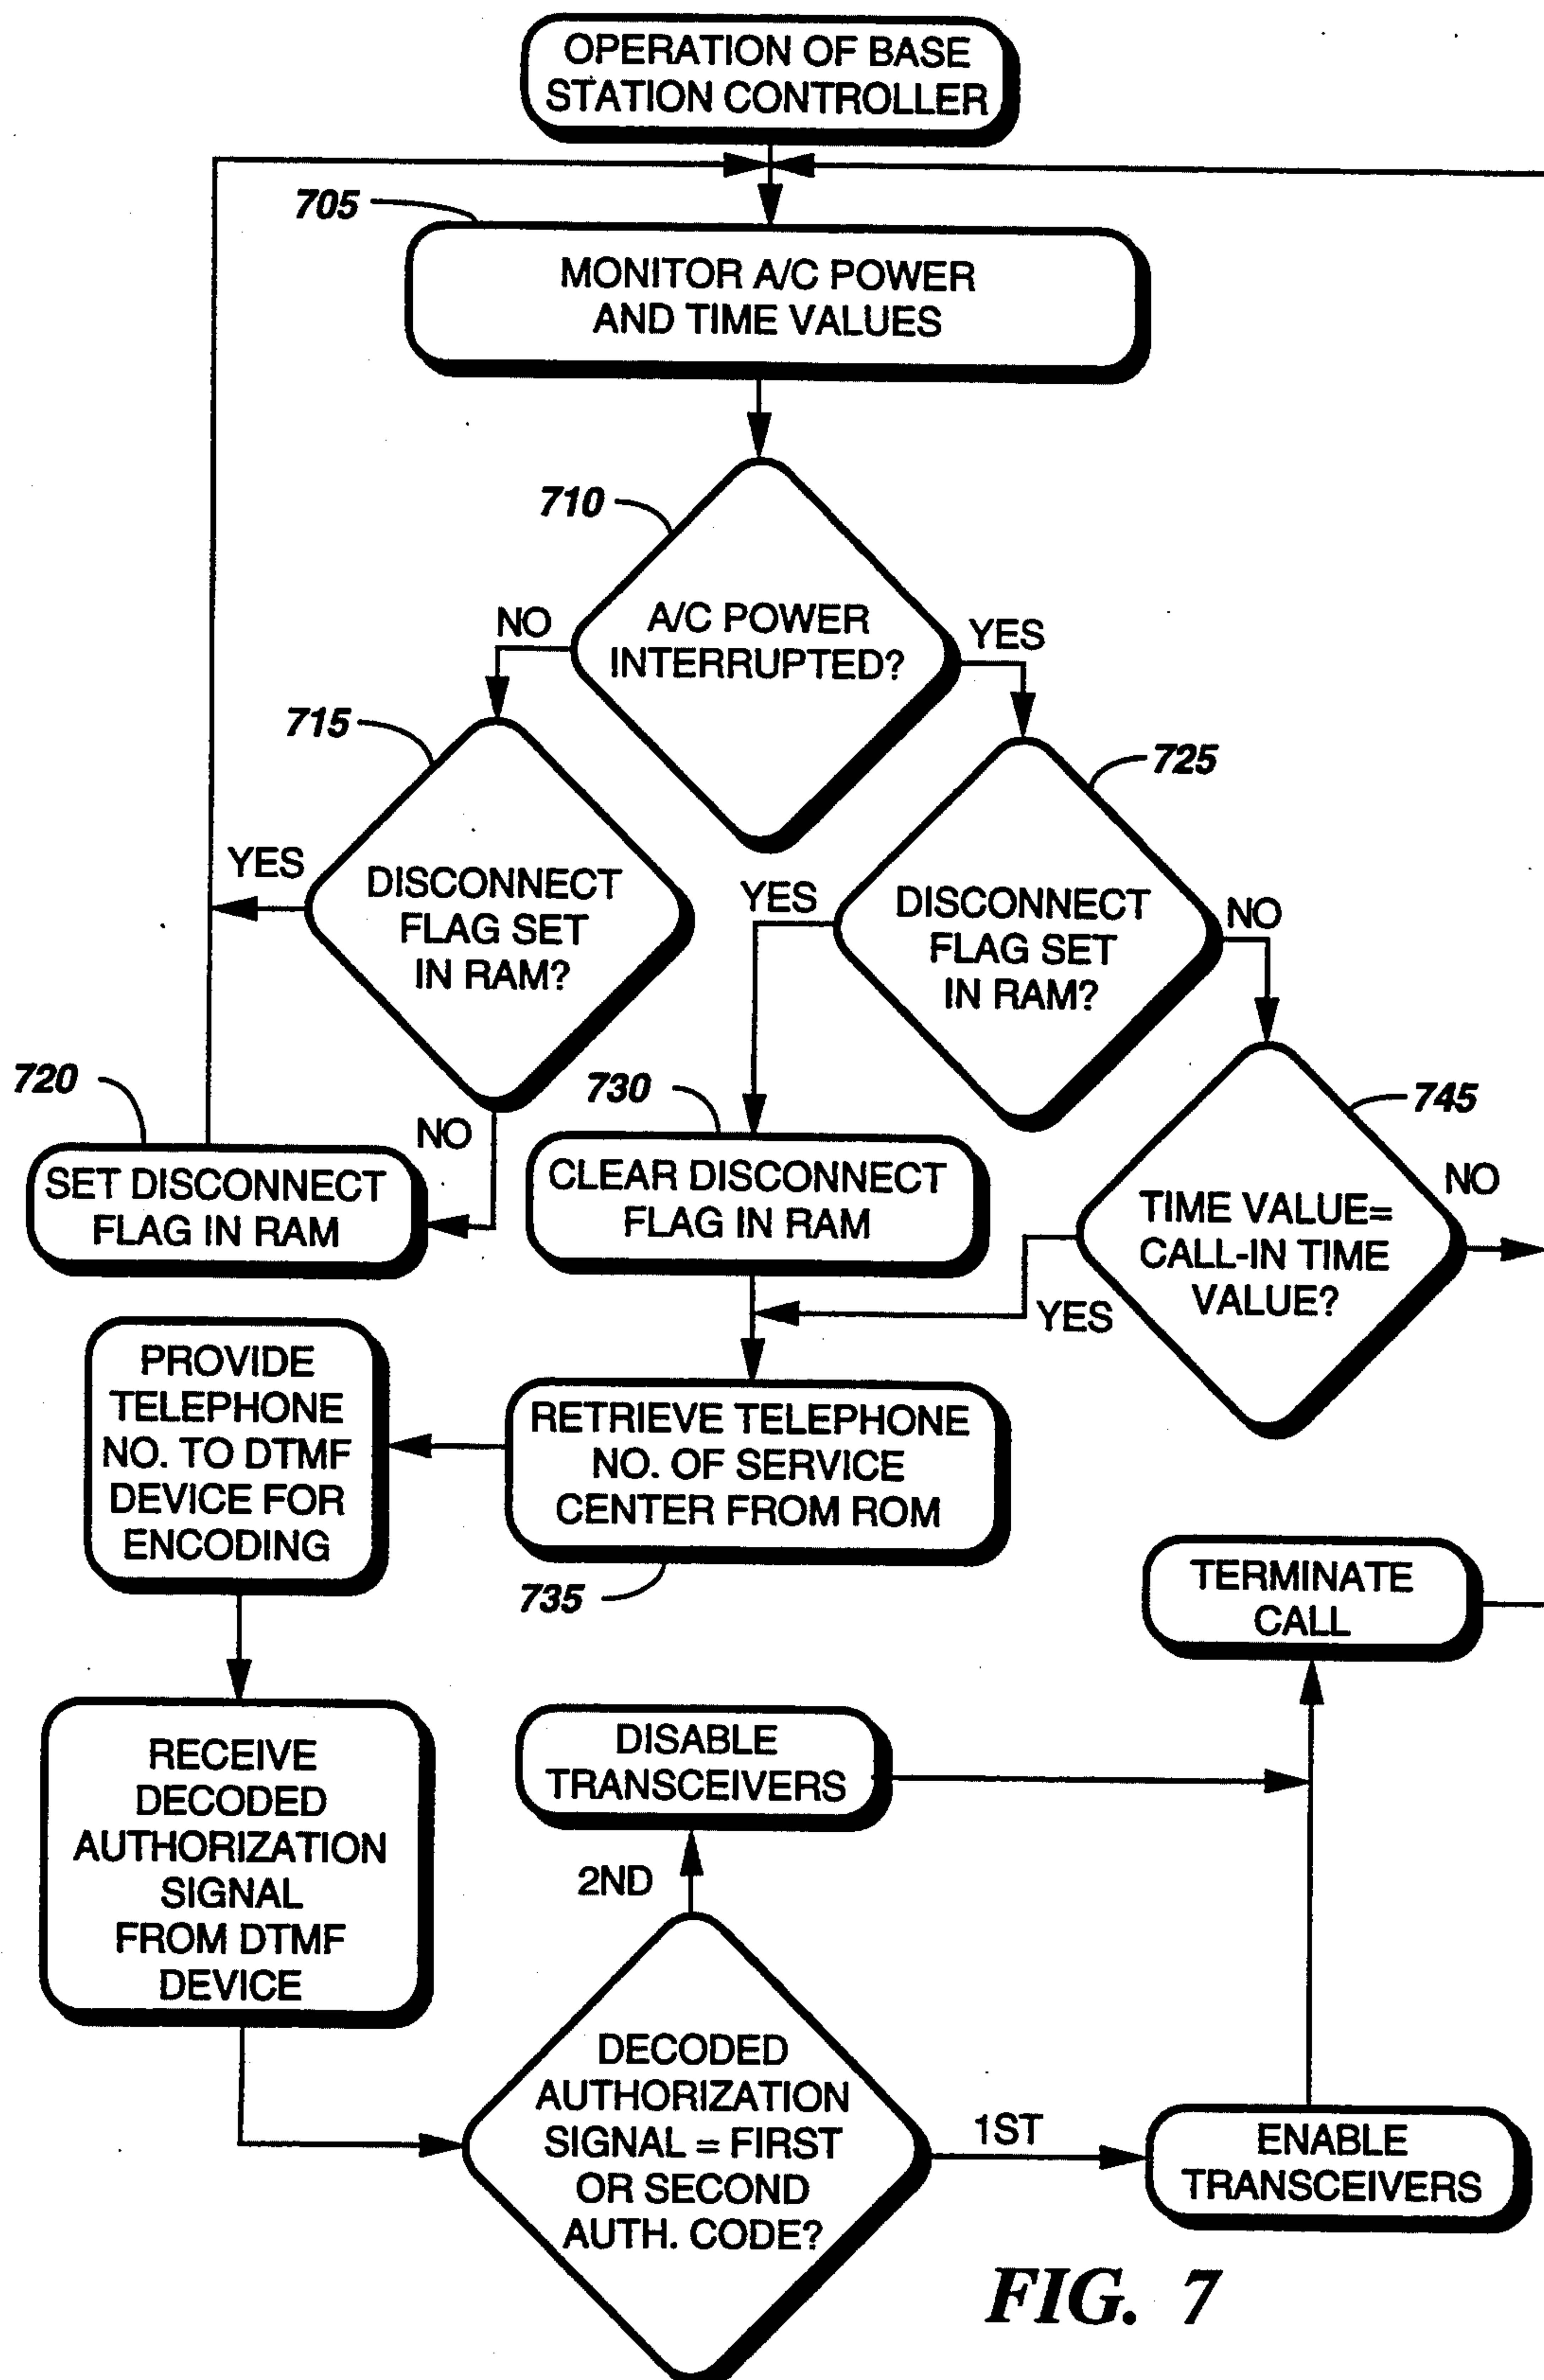 OPERATION OF BASE
STATION CONTROLLER
705
MONITOR A/C POWER
AND TIME VALUES
710
A/C POWER
INTERRUPTED?
NO
YES
715
DISCONNECT
FLAG SET
IN RAM?
YES
NO
720
SET DISCONNECT
FLAG IN RAM
725
DISCONNECT
FLAG SET
IN RAM?
YES
NO
730
CLEAR DISCONNECT
FLAG IN RAM
745
TIME VALUE=
CALL-IN TIME
VALUE?
NO
YES
RETRIEVE TELEPHONE
NO. OF SERVICE
CENTER FROM ROM
735
PROVIDE
TELEPHONE
NO. TO DTMF
DEVICE FOR
ENCODING
RECEIVE
DECODED
AUTHORIZATION
SIGNAL
FROM DTMF
DEVICE
DECODED
AUTHORIZATION
SIGNAL = FIRST
OR SECOND
AUTH. CODE?
2ND
DISABLE
TRANSCEIVERS
1ST
ENABLE
TRANSCEIVERS
TERMINATE
CALL
FIG. 7